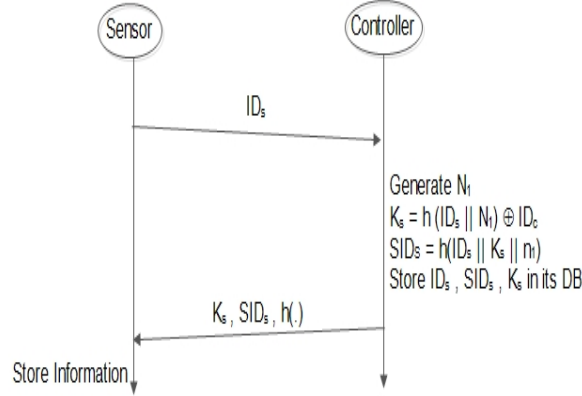 Sensor
Controller
IDₛ
Generate N₁
Kₛ = h (IDₛ || N₁) ⊕ ID꜀
SIDs = h(IDₛ || Kₛ || n₁)
Store IDₛ , SIDₛ , Kₛ in its DB
Kₛ , SIDₛ , h(.)
Store Information